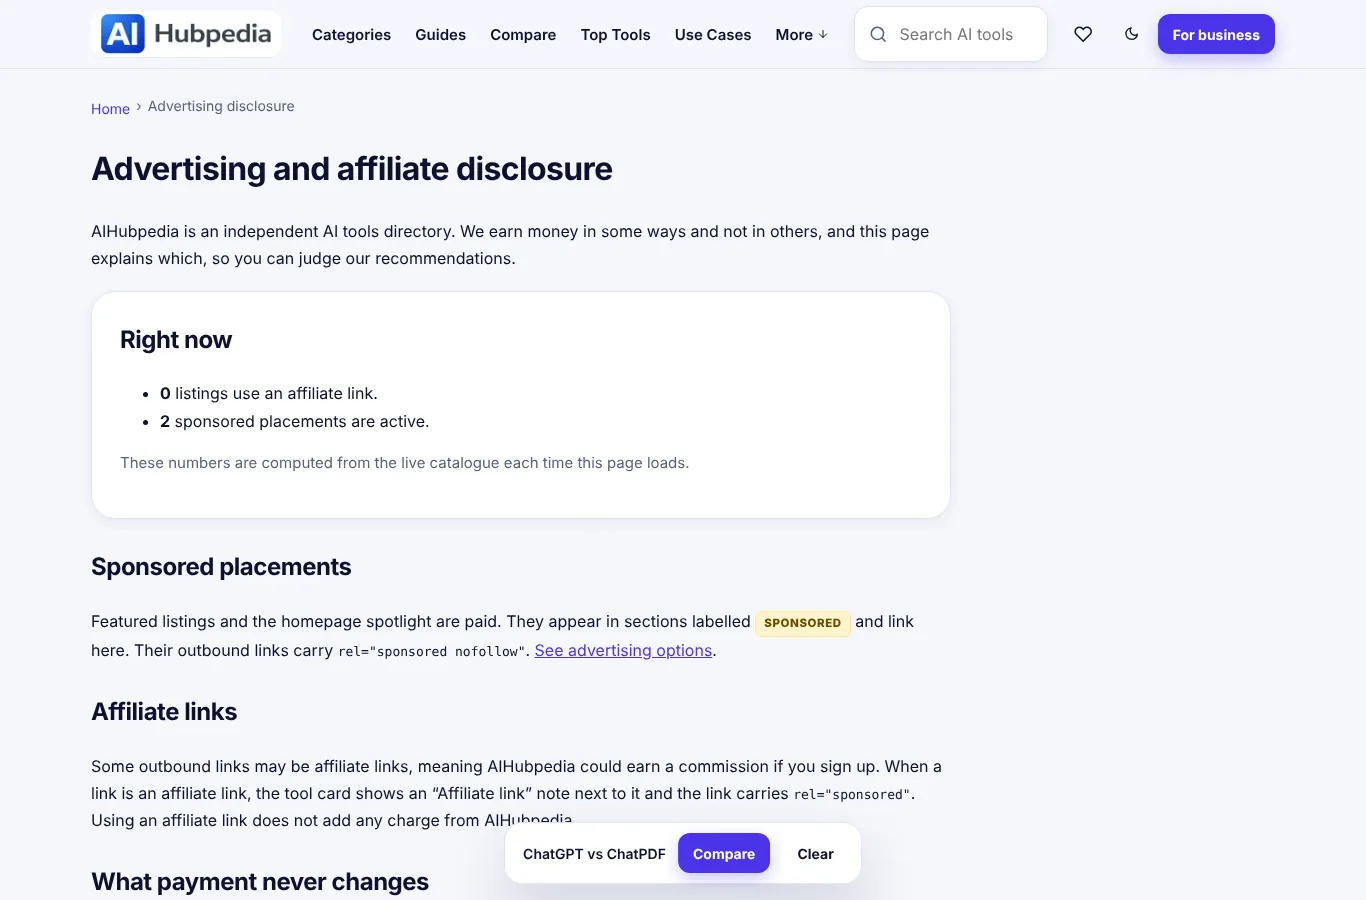 AI Hubpedia
Categories
Guides
Compare
Top Tools
Use Cases
More ↓
Search AI tools
For business
Home › Advertising disclosure
Advertising and affiliate disclosure
AIHubpedia is an independent AI tools directory. We earn money in some ways and not in others, and this page
explains which, so you can judge our recommendations.
Right now
• 0 listings use an affiliate link.
• 2 sponsored placements are active.
These numbers are computed from the live catalogue each time this page loads.
Sponsored placements
Featured listings and the homepage spotlight are paid. They appear in sections labelled SPONSORED and link
here. Their outbound links carry rel="sponsored nofollow". See advertising options.
Affiliate links
Some outbound links may be affiliate links, meaning AIHubpedia could earn a commission if you sign up. When a
link is an affiliate link, the tool card shows an “Affiliate link” note next to it and the link carries rel="sponsored".
Using an affiliate link does not add any charge from AIHubpedia.
ChatGPT vs ChatPDF
Compare
Clear
What payment never changes